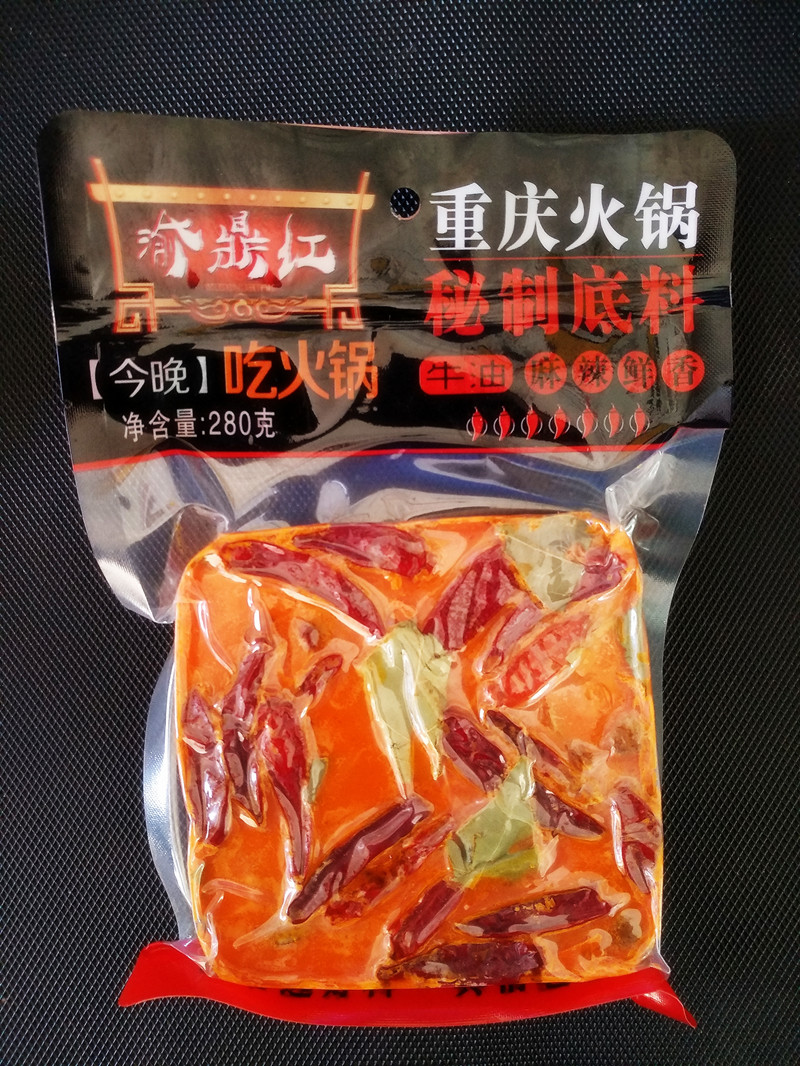 渝鼎红
重庆火锅
秘制底料
牛油 麻辣鲜香
【今晚】吃火锅
净含量:280克